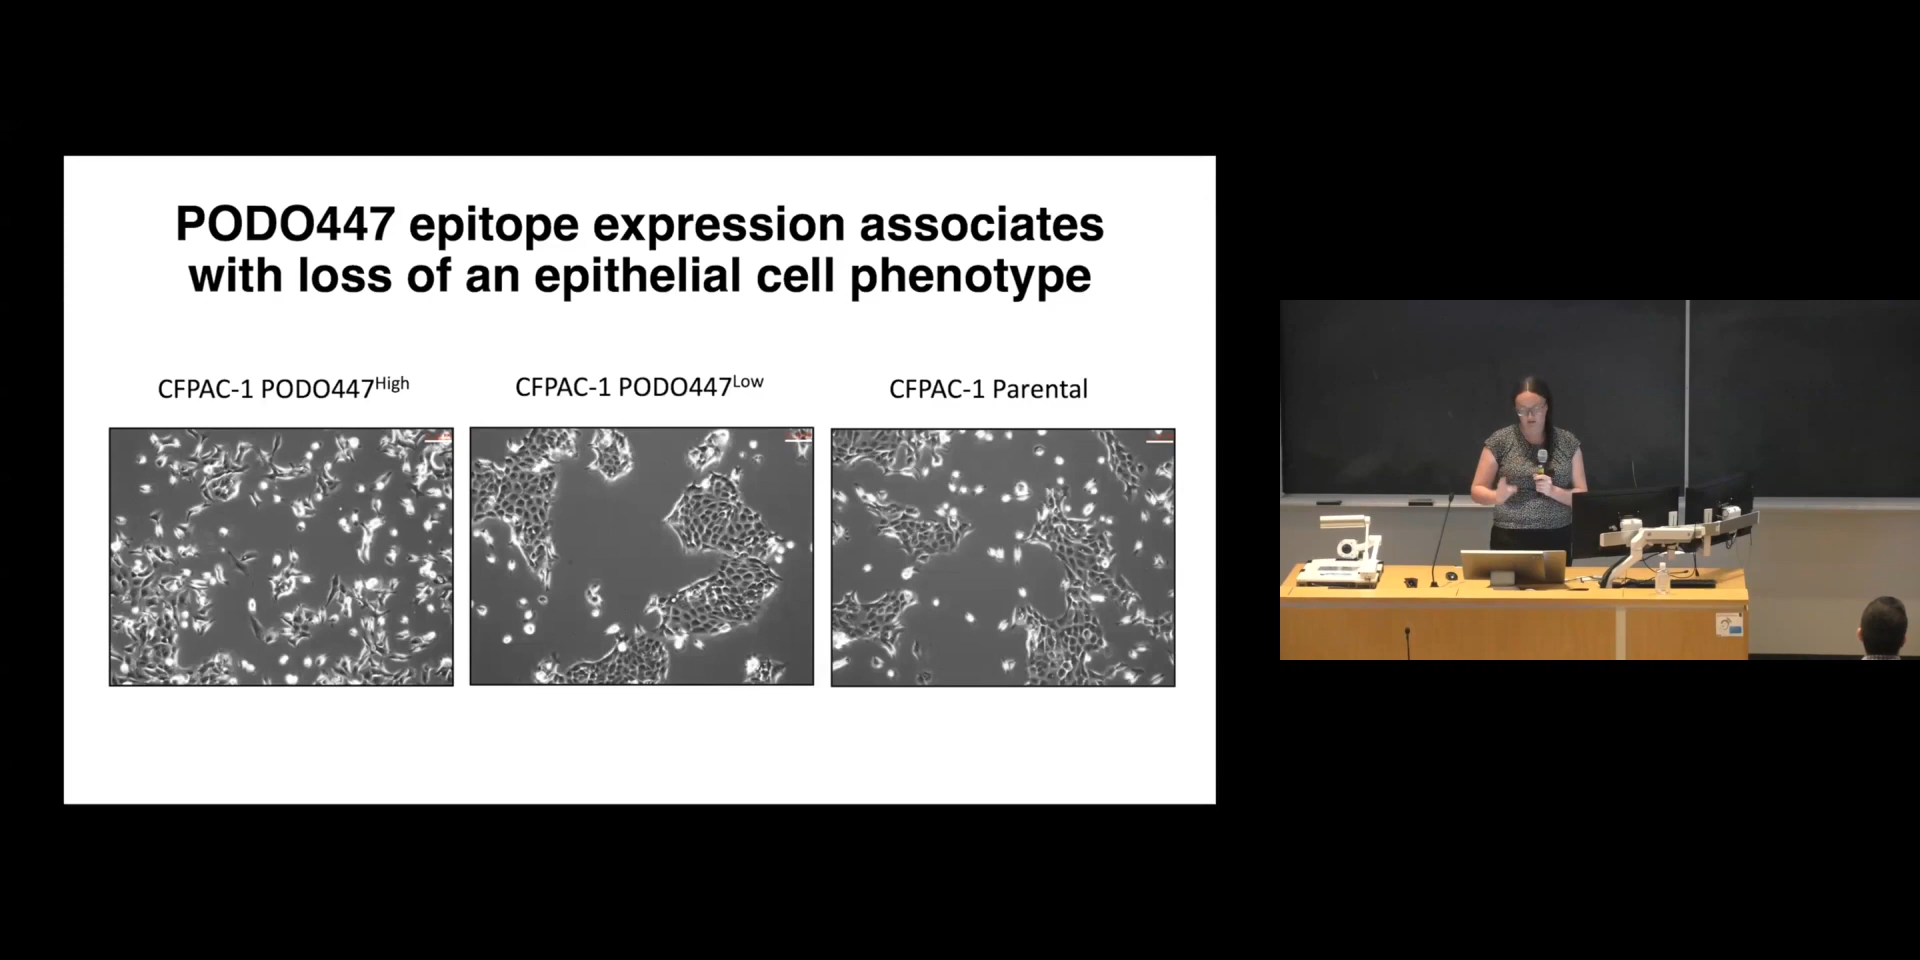 PODO447 epitope expression associates
with loss of an epithelial cell phenotype
CFPAC-1 PODO447High
CFPAC-1 PODO447Low
CFPAC-1 Parental